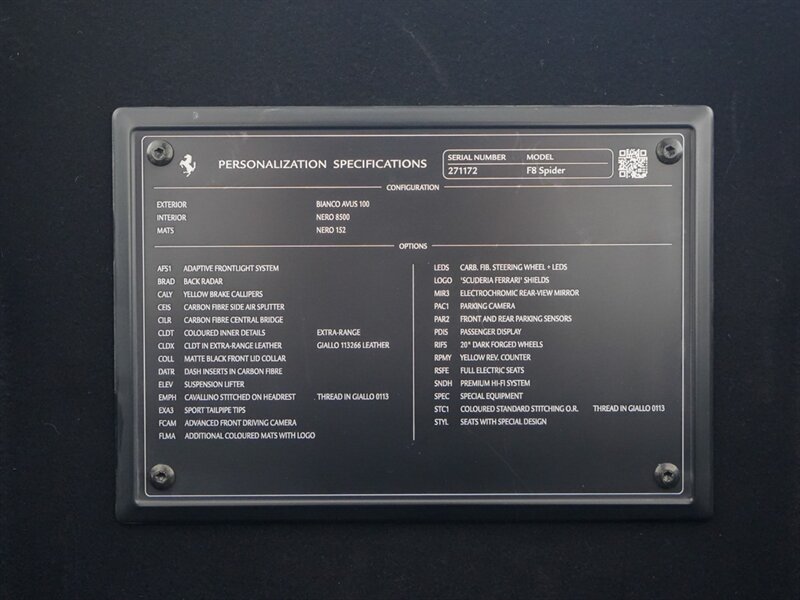 PERSONALIZATION SPECIFICATIONS
SERIAL NUMBER MODEL
271172 F8 Spider
CONFIGURATION
EXTERIOR BIANCO AVUS 100
INTERIOR NERO 8500
MATS NERO 152
OPTIONS
AFS1 ADAPTIVE FRONTLIGHT SYSTEM
BRAD BACK RADAR
CALY YELLOW BRAKE CALLIPERS
CEIS CARBON FIBRE SIDE AIR SPLITTER
CILR CARBON FIBRE CENTRAL BRIDGE
CLDT COLOURED INNER DETAILS EXTRA-RANGE
CLDX CLDT IN EXTRA-RANGE LEATHER GIALLO 113266 LEATHER
COLL MATTE BLACK FRONT LID COLLAR
DATR DASH INSERTS IN CARBON FIBRE
ELEV SUSPENSION LIFTER
EMPH CAVALLINO STITCHED ON HEADREST THREAD IN GIALLO 0113
EXA3 SPORT TAILPIPE TIPS
FCAM ADVANCED FRONT DRIVING CAMERA
FLMA ADDITIONAL COLOURED MATS WITH LOGO
LEDS CARB. FIB. STEERING WHEEL + LEDS
LOGO 'SCUDERIA FERRARI' SHIELDS
MIR3 ELECTROCHROMIC REAR-VIEW MIRROR
PAC1 PARKING CAMERA
PAR2 FRONT AND REAR PARKING SENSORS
PDIS PASSENGER DISPLAY
RIFS 20" DARK FORGED WHEELS
RPMY YELLOW REV. COUNTER
RSFE FULL ELECTRIC SEATS
SNDH PREMIUM HI-FI SYSTEM
SPEC SPECIAL EQUIPMENT
STC1 COLOURED STANDARD STITCHING O.R. THREAD IN GIALLO 0113
STYL SEATS WITH SPECIAL DESIGN